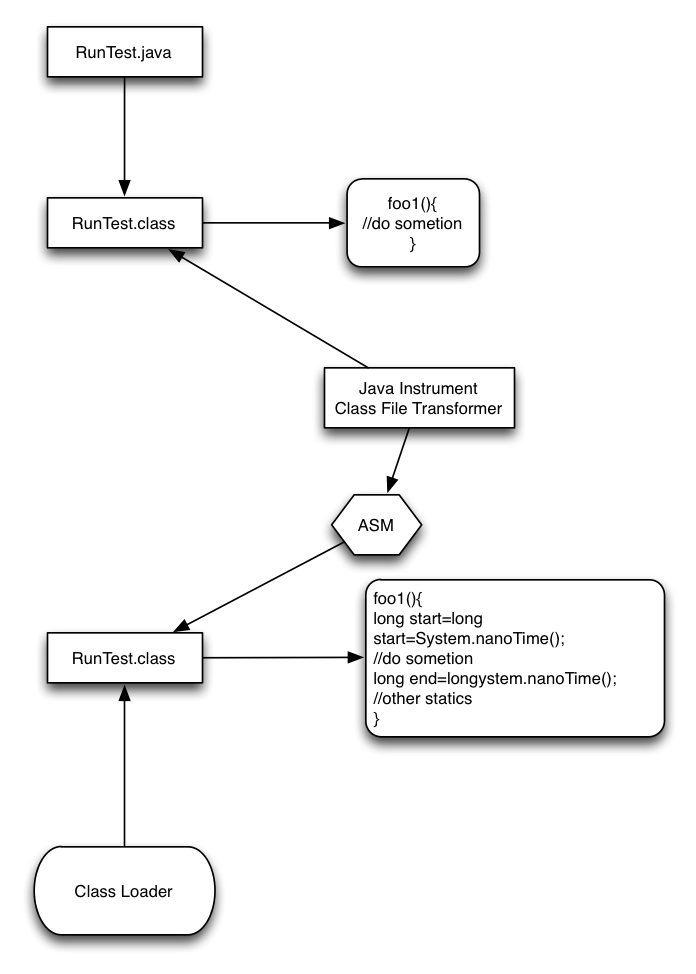 RunTest.java
RunTest.class
foo1(){
//do sometion
}
Java Instrument
Class File Transformer
ASM
RunTest.class
foo1(){
long start=long
start=System.nanoTime();
//do sometion
long end=longystem.nanoTime();
//other statics
}
Class Loader